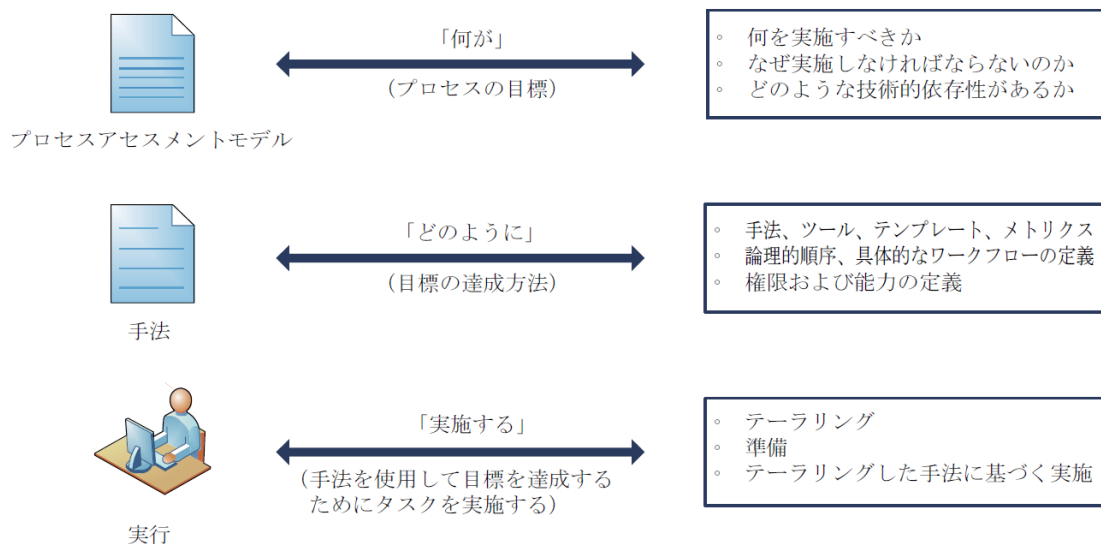 「何が」
(プロセスの目標)
プロセスアセスメントモデル
◦ 何を実施すべきか
◦ なぜ実施しなければならないのか
◦ どのような技術的依存性があるか
「どのように」
(目標の達成方法)
手法
◦ 手法、ツール、テンプレート、メトリクス
◦ 論理的順序、具体的なワークフローの定義
◦ 権限および能力の定義
「実施する」
(手法を使用して目標を達成する
ためにタスクを実施する)
実行
◦ テーラリング
◦ 準備
◦ テーラリングした手法に基づく実施